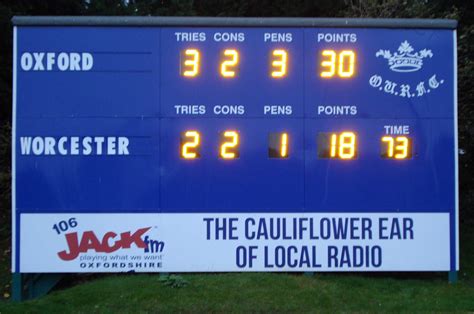 TRIES CONS PENS POINTS
OXFORD 3 2 3 30
O.U.R.F.C.
TRIES CONS PENS POINTS
WORCESTER 2 2 1 18
TIME
73
106
JACKfm
playing what we want
OXFORDSHIRE
THE CAULIFLOWER EAR
OF LOCAL RADIO